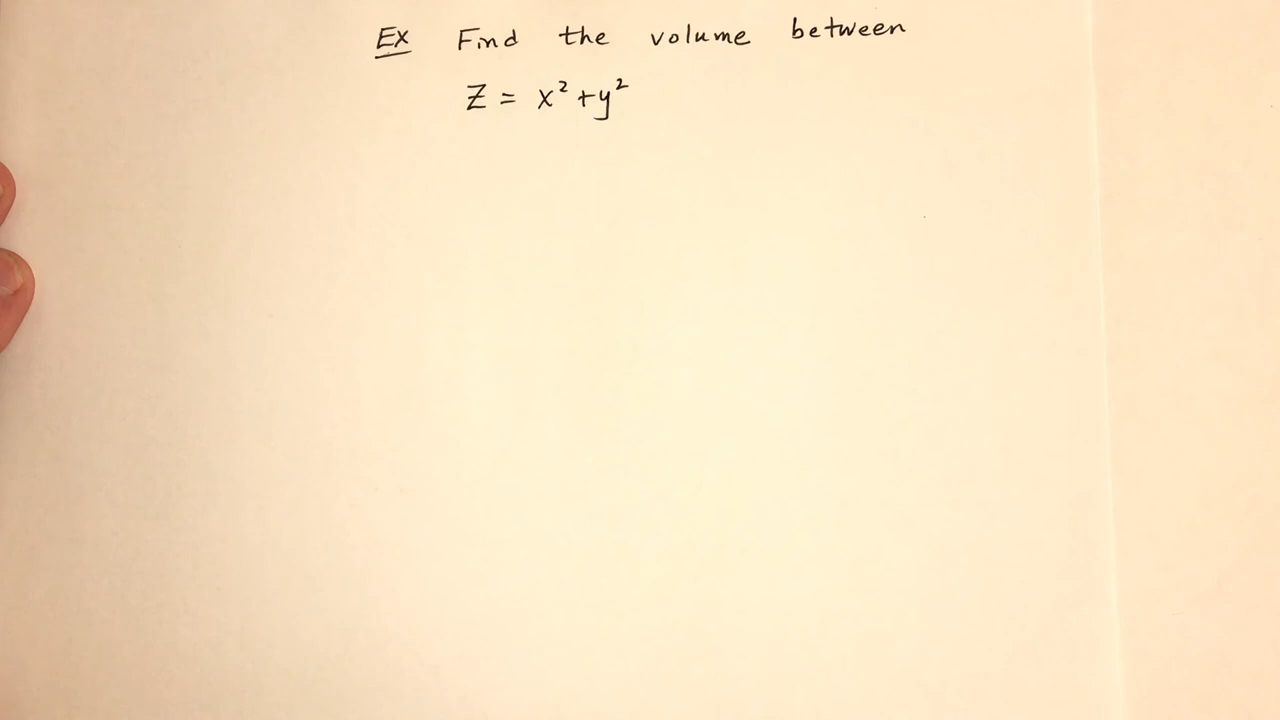 Ex Find the volume between
z = x² + y²